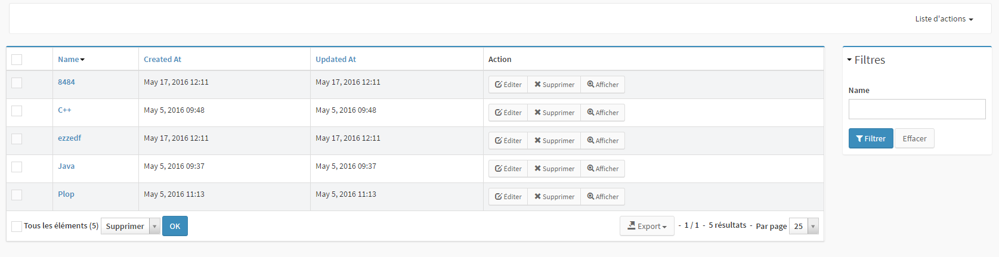 Liste d'actions
Name Created At Updated At Action
8484 May 17, 2016 12:11 May 17, 2016 12:11 Éditer Supprimer Afficher
C++ May 5, 2016 09:48 May 5, 2016 09:48 Éditer Supprimer Afficher
ezzedf May 17, 2016 12:11 May 17, 2016 12:11 Éditer Supprimer Afficher
Java May 5, 2016 09:37 May 5, 2016 09:37 Éditer Supprimer Afficher
Plop May 5, 2016 11:13 May 5, 2016 11:13 Éditer Supprimer Afficher
Tous les éléments (5) Supprimer OK Export - 1 / 1 - 5 résultats - Par page 25
Filtres
Name
Filtrer Effacer